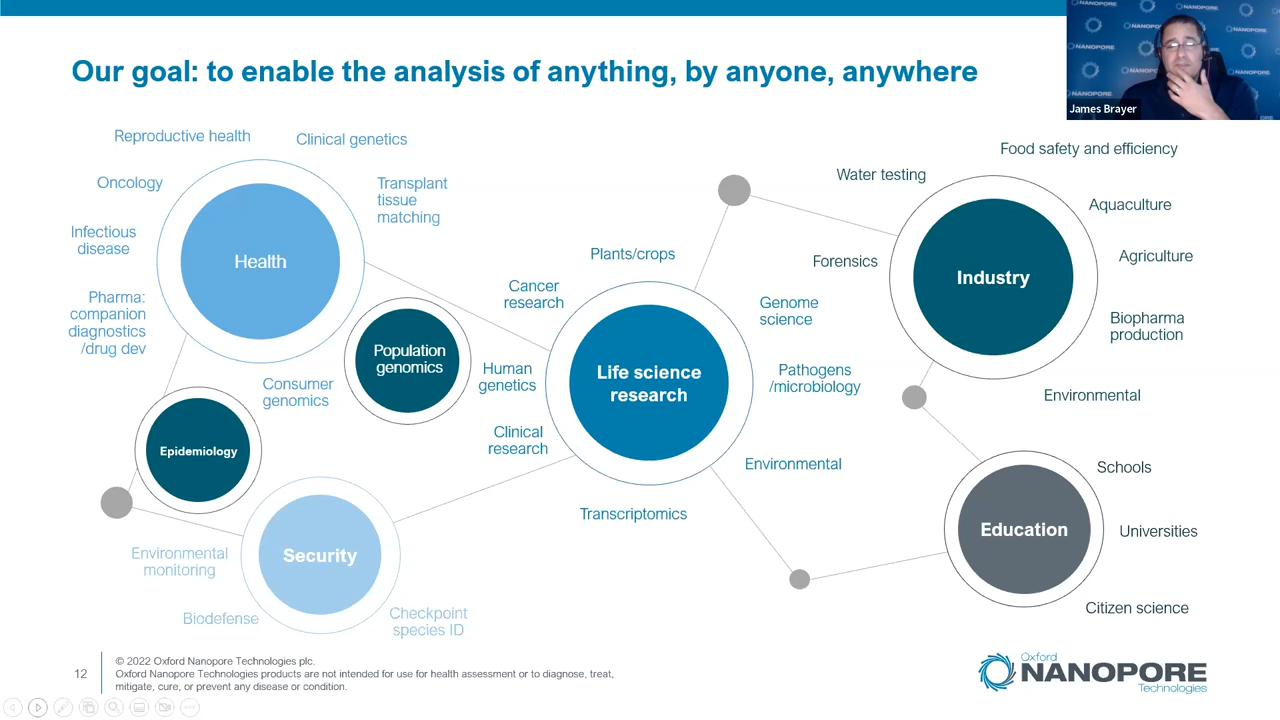 Our goal: to enable the analysis of anything, by anyone, anywhere
NANOPORE
James Brayer
Reproductive health
Clinical genetics
Oncology
Transplant
tissue
matching
Infectious
disease
Health
Pharma:
companion
diagnostics
/drug dev
Consumer
genomics
Population
genomics
Epidemiology
Environmental
monitoring
Security
Biodefense
Checkpoint
species ID
Plants/crops
Cancer
research
Genome
science
Human
genetics
Life science
research
Pathogens
/microbiology
Clinical
research
Environmental
Transcriptomics
Food safety and efficiency
Water testing
Aquaculture
Forensics
Industry
Agriculture
Biopharma
production
Environmental
Schools
Education
Universities
Citizen science
12
© 2022 Oxford Nanopore Technologies plc.
Oxford Nanopore Technologies products are not intended for use for health assessment or to diagnose, treat,
mitigate, cure, or prevent any disease or condition.
Oxford
NANOPORE
Technologies